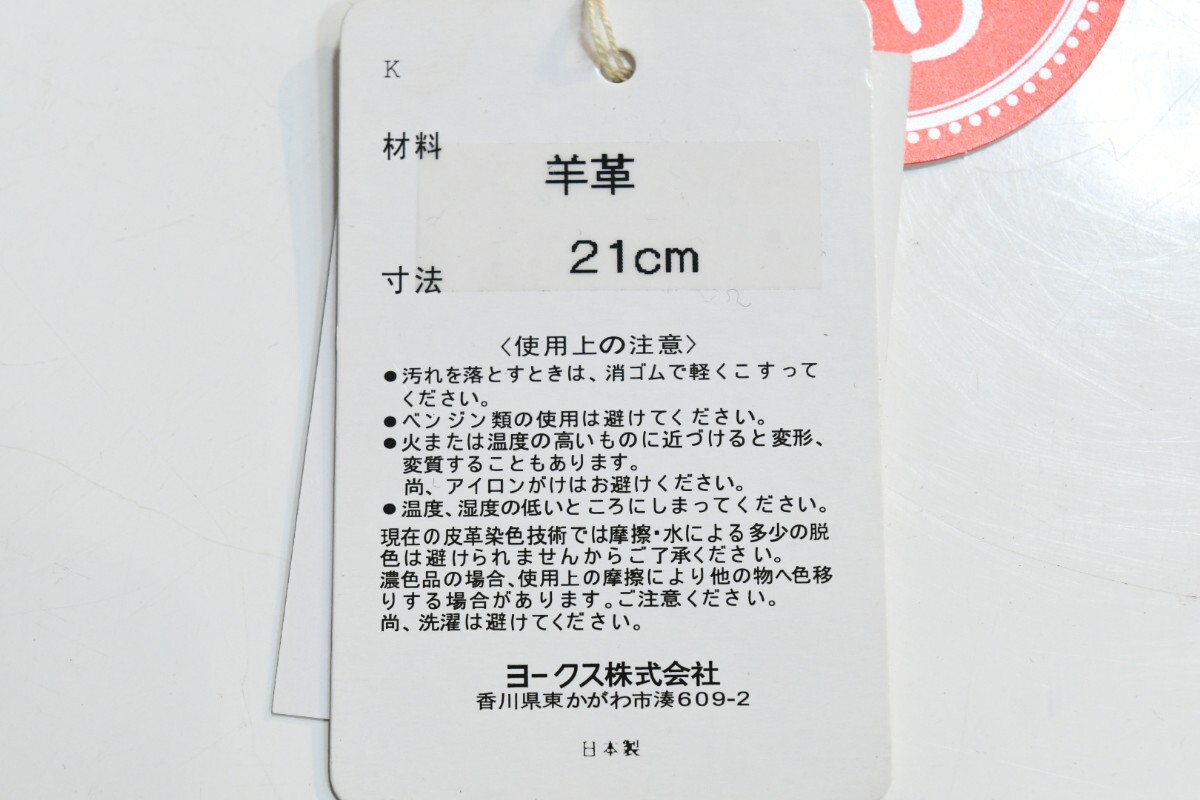 K
材料
羊革
21cm
寸法
〈使用上の注意〉
●汚れを落とすときは、消ゴムで軽くこすって
ください。
●ベンジン類の使用は避けてください。
●火または温度の高いものに近づけると変形、
変質することもあります。
尚、アイロンがけはお避けください。
●温度、湿度の低いところにしまってください。
現在の皮革染色技術では摩擦・水による多少の脱
色は避けられませんからご了承ください。
濃色品の場合、使用上の摩擦により他の物へ色移
りする場合があります。ご注意ください。
尚、洗濯は避けてください。
ヨークス株式会社
香川県東かがわ市湊609-2
日本製